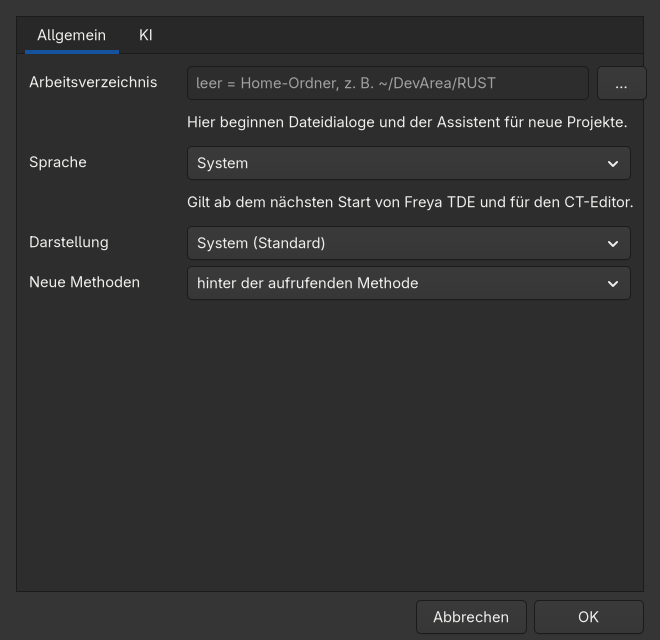 Allgemein KI
Arbeitsverzeichnis leer = Home-Ordner, z. B. ~/DevArea/RUST ...
Hier beginnen Dateidialoge und der Assistent für neue Projekte.
Sprache System
Gilt ab dem nächsten Start von Freya TDE und für den CT-Editor.
Darstellung System (Standard)
Neue Methoden hinter der aufrufenden Methode
Abbrechen OK